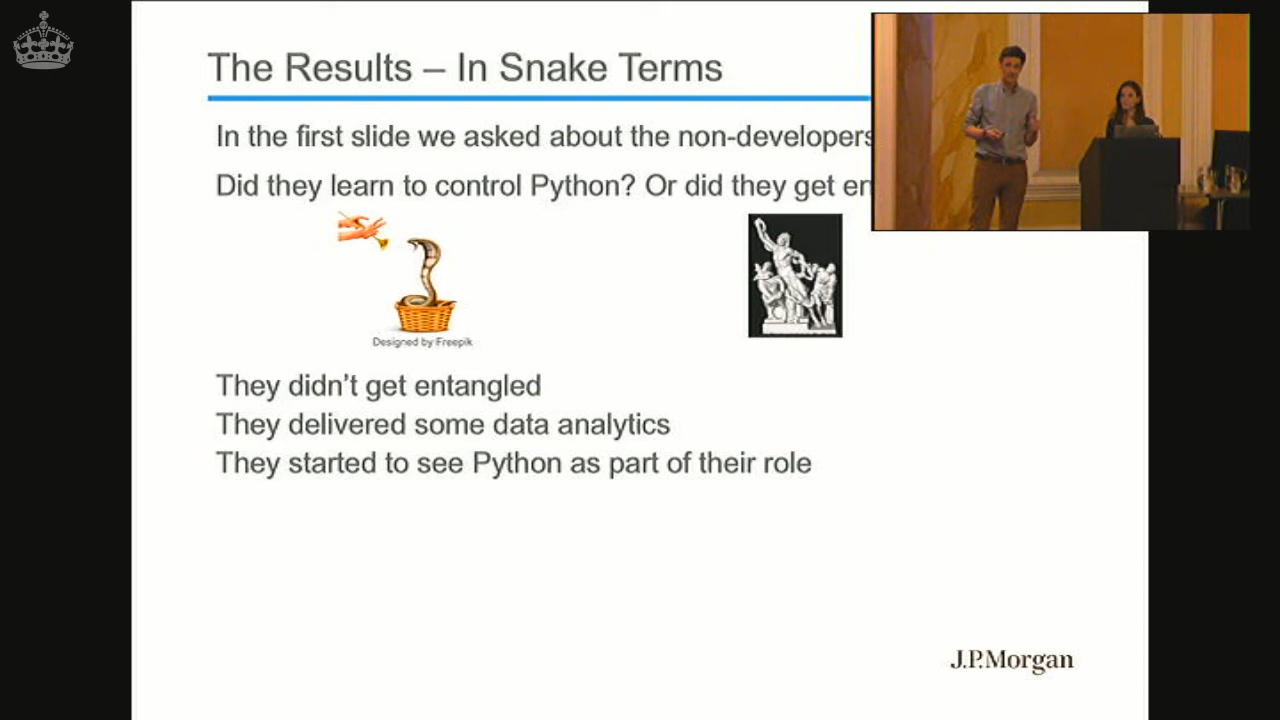 The Results – In Snake Terms
In the first slide we asked about the non-developers
Did they learn to control Python? Or did they get en
Designed by Freepik
They didn't get entangled
They delivered some data analytics
They started to see Python as part of their role
J.P.Morgan